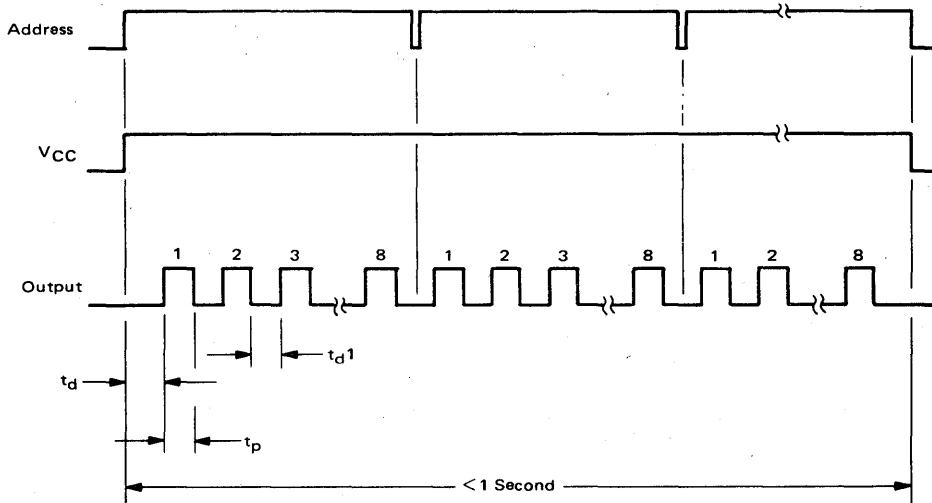 Address
VCC
1 2 3 8 1 2 3 8 1 2 8
Output
td1
td
tp
<1 Second